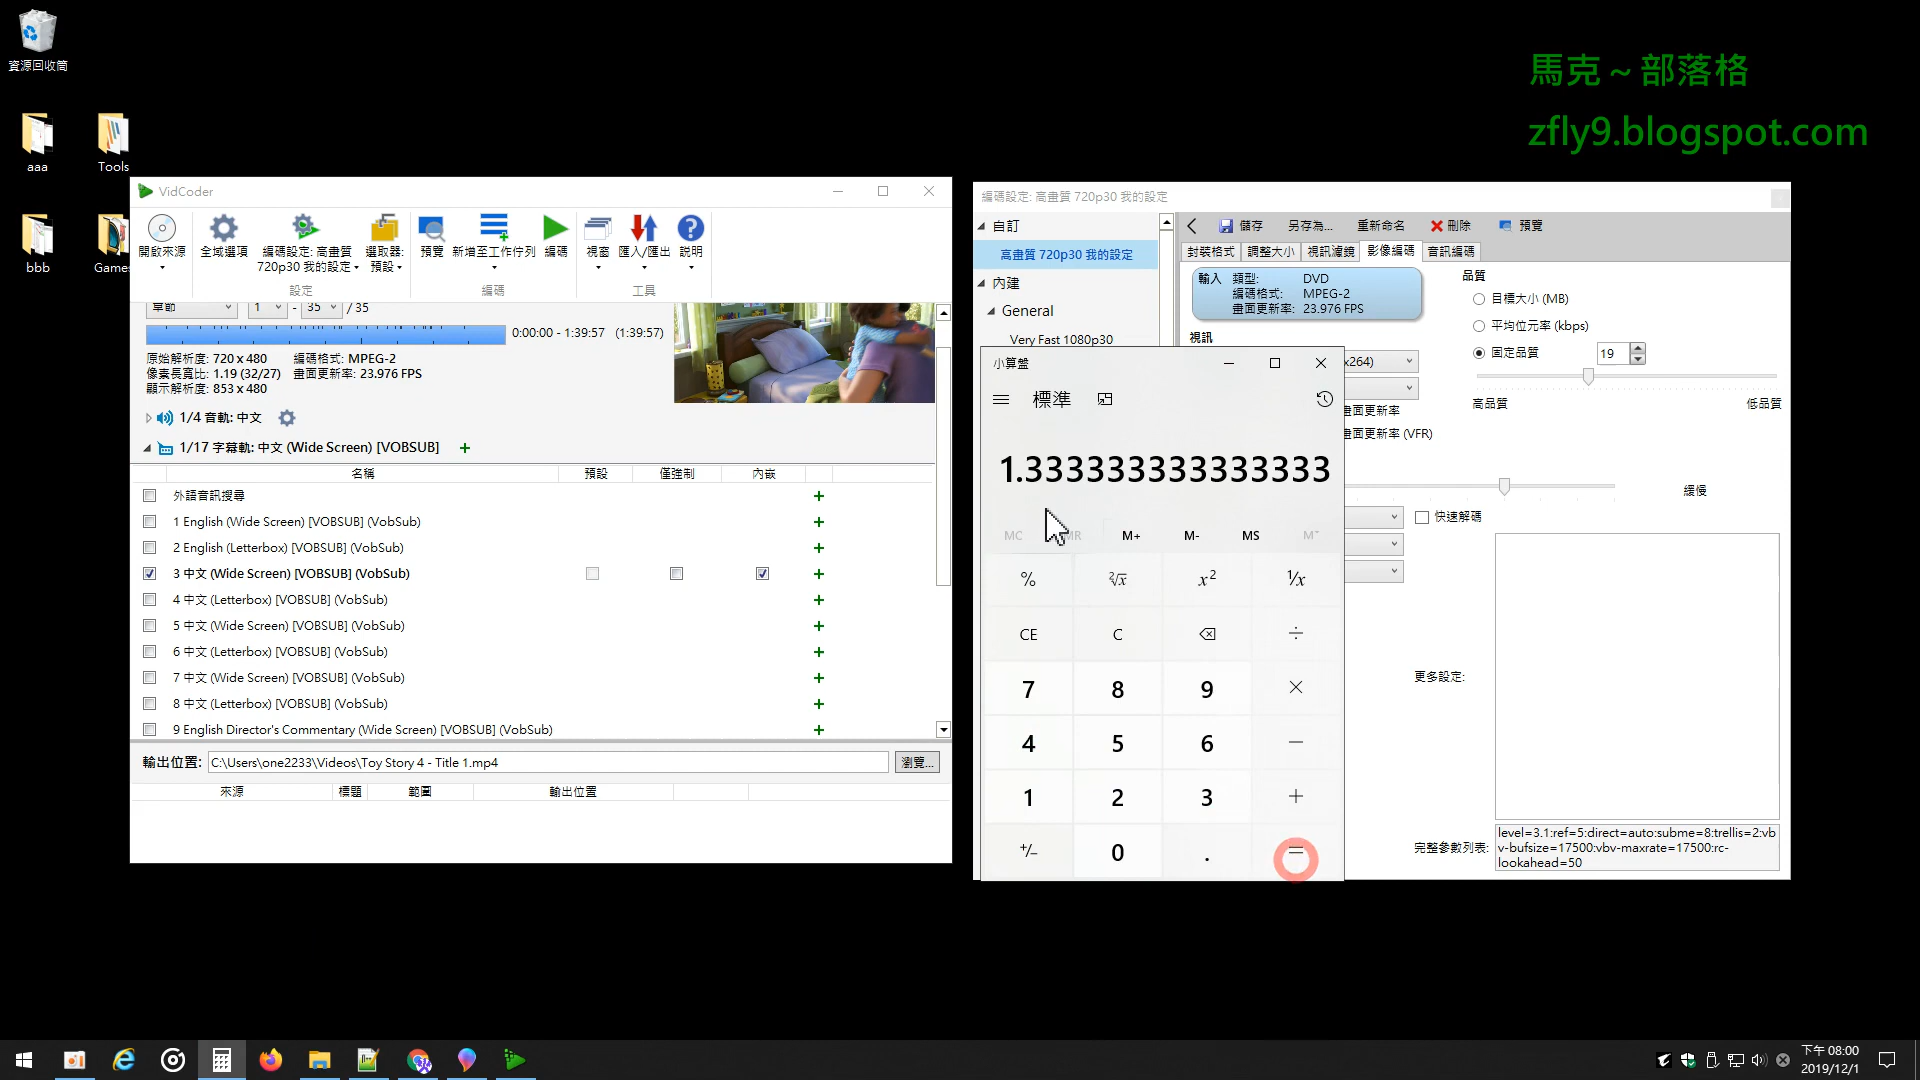 資源回收筒
aaa
Tools
bbb
Games
馬克～部落格
zfly9.blogspot.com
VidCoder
開啟來源
全域選項
編碼設定: 高畫質
720p30 我的設定
選取器:
預設
設定
預覽
新增至工作佇列
編碼
編碼
視窗
匯入/匯出
說明
工具
章節 1 - 35 / 35
0:00:00 - 1:39:57 (1:39:57)
原始解析度: 720 x 480 編碼格式: MPEG-2
像素長寬比: 1.19 (32/27) 畫面更新率: 23.976 FPS
顯示解析度: 853 x 480
1/4 音軌: 中文
1/17 字幕軌: 中文 (Wide Screen) [VOBSUB]
名稱 預設 僅強制 內嵌
外語音訊搜尋
1 English (Wide Screen) [VOBSUB] (VobSub)
2 English (Letterbox) [VOBSUB] (VobSub)
3 中文 (Wide Screen) [VOBSUB] (VobSub)
4 中文 (Letterbox) [VOBSUB] (VobSub)
5 中文 (Wide Screen) [VOBSUB] (VobSub)
6 中文 (Letterbox) [VOBSUB] (VobSub)
7 中文 (Wide Screen) [VOBSUB] (VobSub)
8 中文 (Letterbox) [VOBSUB] (VobSub)
9 English Director's Commentary (Wide Screen) [VOBSUB] (VobSub)
輸出位置: C:\Users\one2233\Videos\Toy Story 4 - Title 1.mp4 瀏覽...
來源 標題 範圍 輸出位置
編碼設定: 高畫質 720p30 我的設定
自訂
高畫質 720p30 我的設定
內建
General
Very Fast 1080p30
儲存 另存為... 重新命名 刪除 預覽
封裝格式 調整大小 視訊濾鏡 影像編碼 音訊編碼
輸入 類型: DVD
編碼格式: MPEG-2
畫面更新率: 23.976 FPS
視訊
x264)
畫面更新率
畫面更新率 (VFR)
品質
目標大小 (MB)
平均位元率 (kbps)
固定品質 19
高品質 低品質
緩慢
快速解碼
更多設定:
完整參數列表:
level=3.1:ref=5:direct=auto:subme=8:trellis=2:vb
v-bufsize=17500:vbv-maxrate=17500:rc-
lookahead=50
小算盤
標準
1.333333333333333
MC MR M+ M- MS M˅
% ²√x x² ¹/x
CE C ⌫ ÷
7 8 9 ×
4 5 6 −
1 2 3 +
+/− 0 . =
下午 08:00
2019/12/1